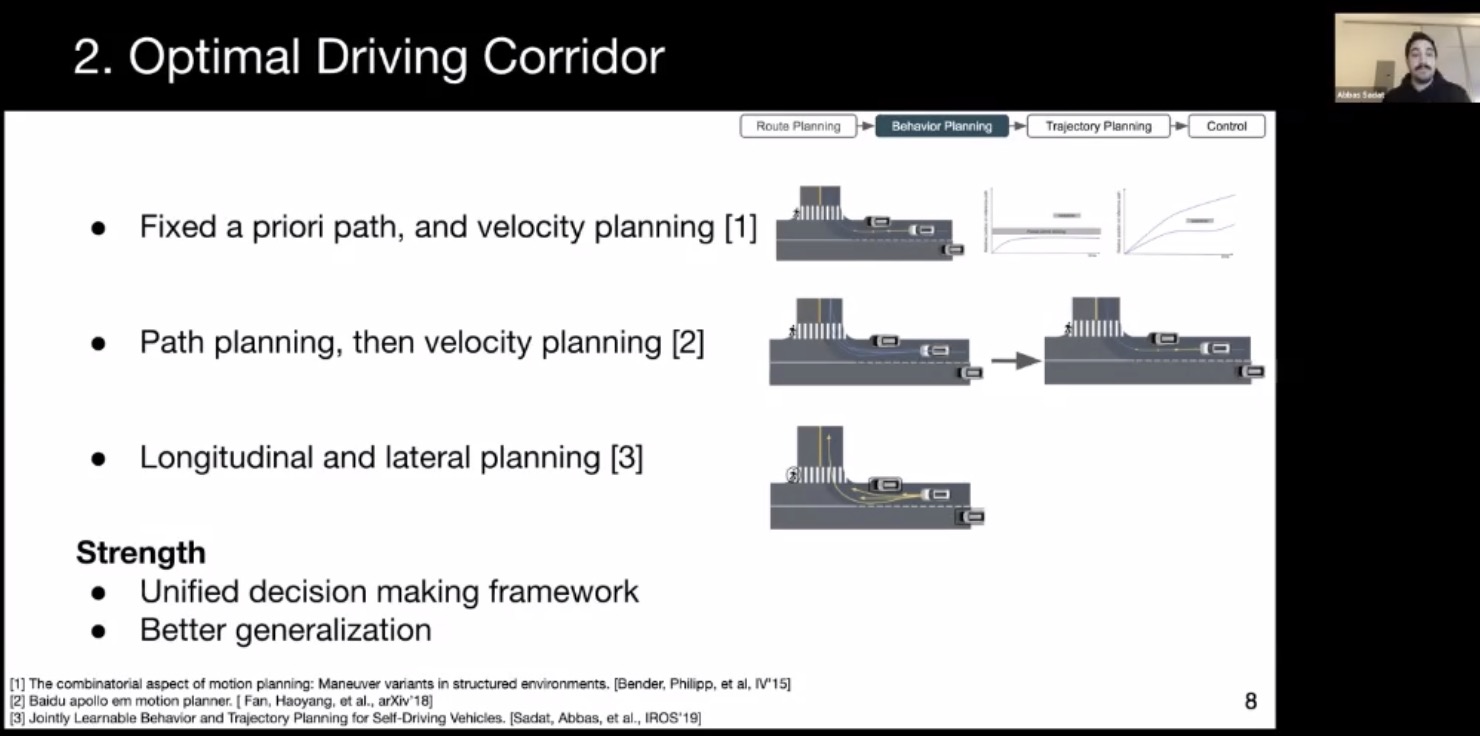 2. Optimal Driving Corridor
Abbas Sadat
Route Planning
Behavior Planning
Trajectory Planning
Control
● Fixed a priori path, and velocity planning [1]
● Path planning, then velocity planning [2]
● Longitudinal and lateral planning [3]
Strength
● Unified decision making framework
● Better generalization
[1] The combinatorial aspect of motion planning: Maneuver variants in structured environments. [Bender, Philipp, et al, IV'15]
[2] Baidu apollo em motion planner. [ Fan, Haoyang, et al., arXiv'18]
[3] Jointly Learnable Behavior and Trajectory Planning for Self-Driving Vehicles. [Sadat, Abbas, et al., IROS'19]
8